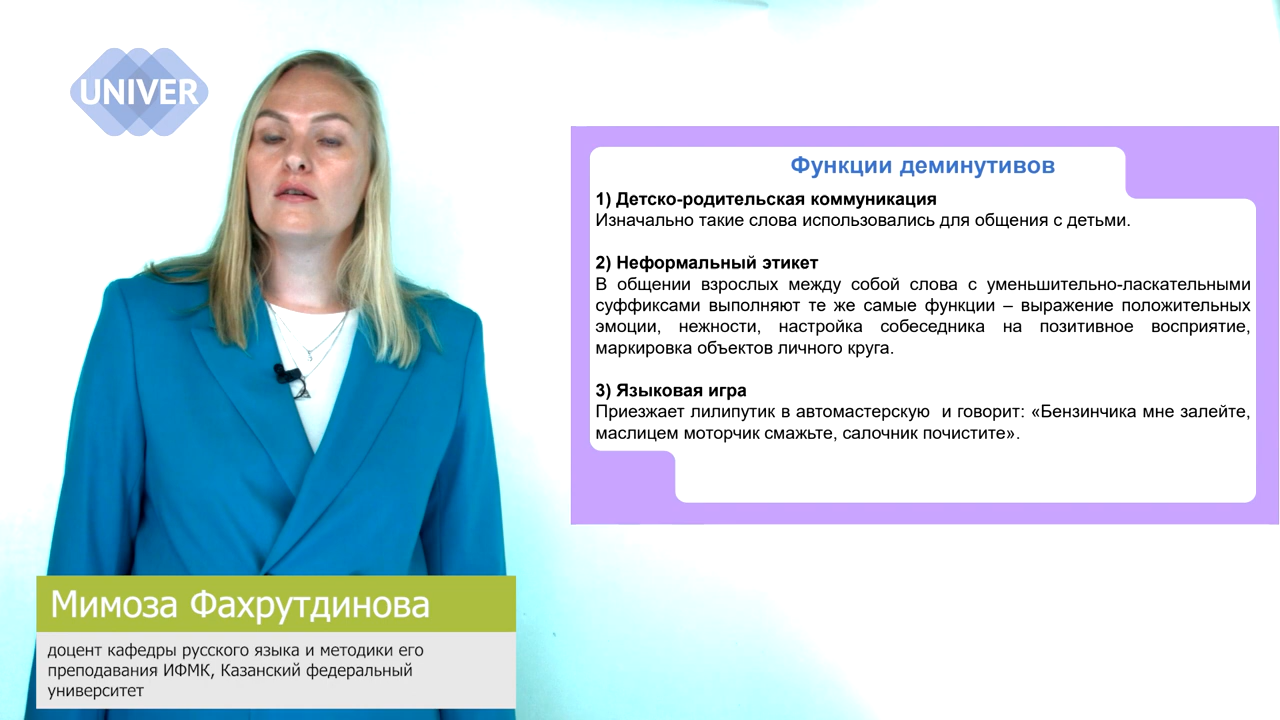 UNIVER
Функции деминутивов
1) Детско-родительская коммуникация
Изначально такие слова использовались для общения с детьми.
2) Неформальный этикет
В общении взрослых между собой слова с уменьшительно-ласкательными
суффиксами выполняют те же самые функции – выражение положительных
эмоции, нежности, настройка собеседника на позитивное восприятие,
маркировка объектов личного круга.
3) Языковая игра
Приезжает лилипутик в автомастерскую и говорит: «Бензинчика мне залейте,
маслицем моторчик смажьте, салочник почистите».
Мимоза Фахрутдинова
доцент кафедры русского языка и методики его
преподавания ИФМК, Казанский федеральный
университет